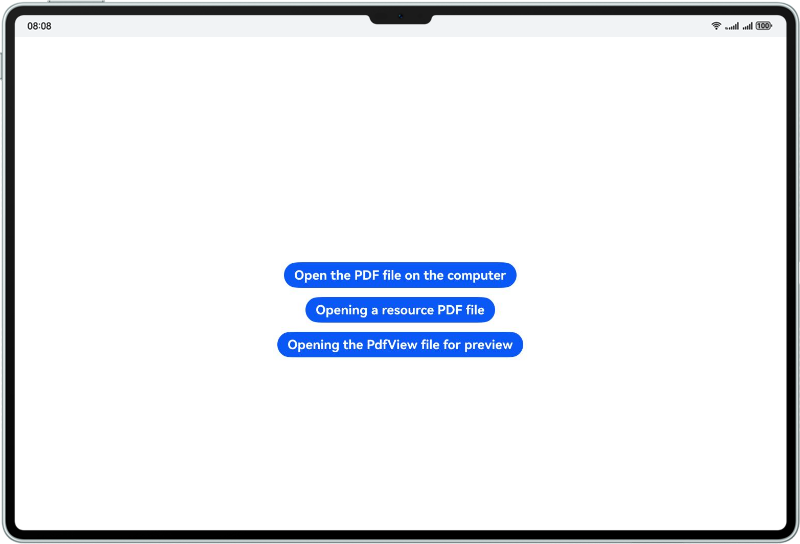 08:08
100
Open the PDF file on the computer
Opening a resource PDF file
Opening the PdfView file for preview